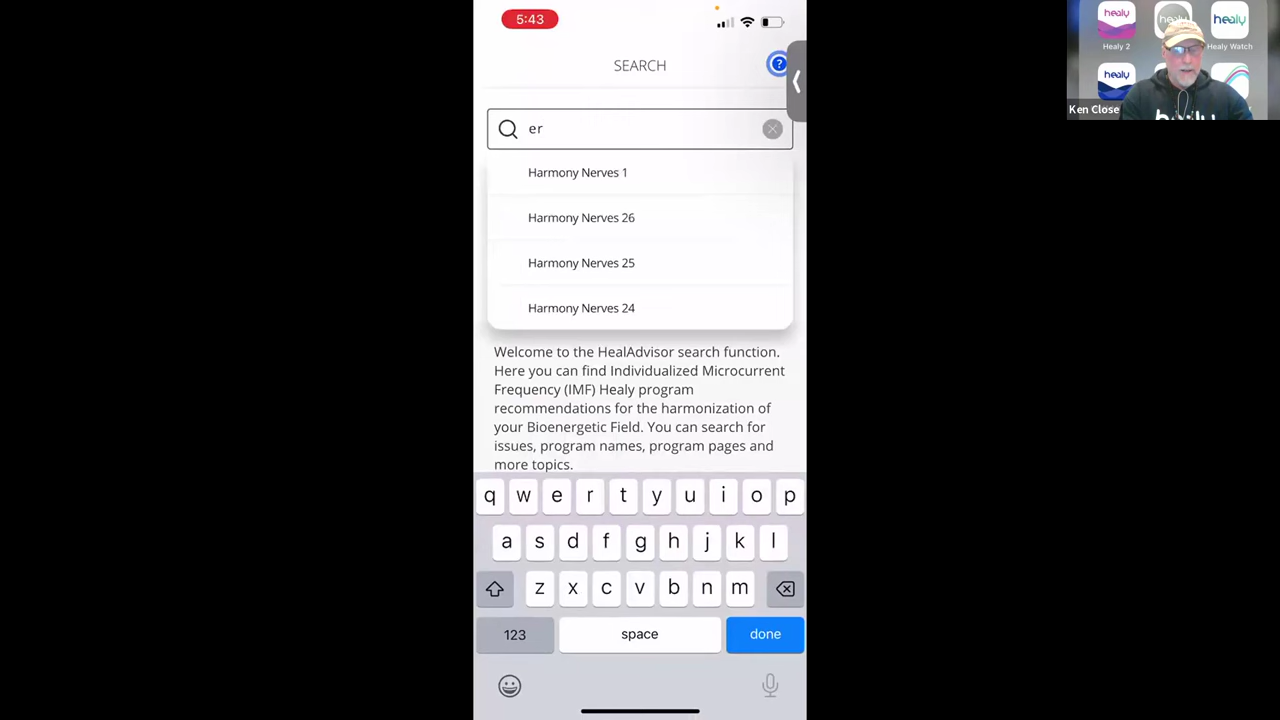 5:43
SEARCH
?
er
Harmony Nerves 1
Harmony Nerves 26
Harmony Nerves 25
Harmony Nerves 24
Welcome to the HealAdvisor search function.
Here you can find Individualized Microcurrent
Frequency (IMF) Healy program
recommendations for the harmonization of
your Bioenergetic Field. You can search for
issues, program names, program pages and
more topics.
q w e r t y u i o p
a s d f g h j k l
z x c v b n m
123 space done
healy healy healy
Healy 2 Healy Watch
healy
Ken Close
healy